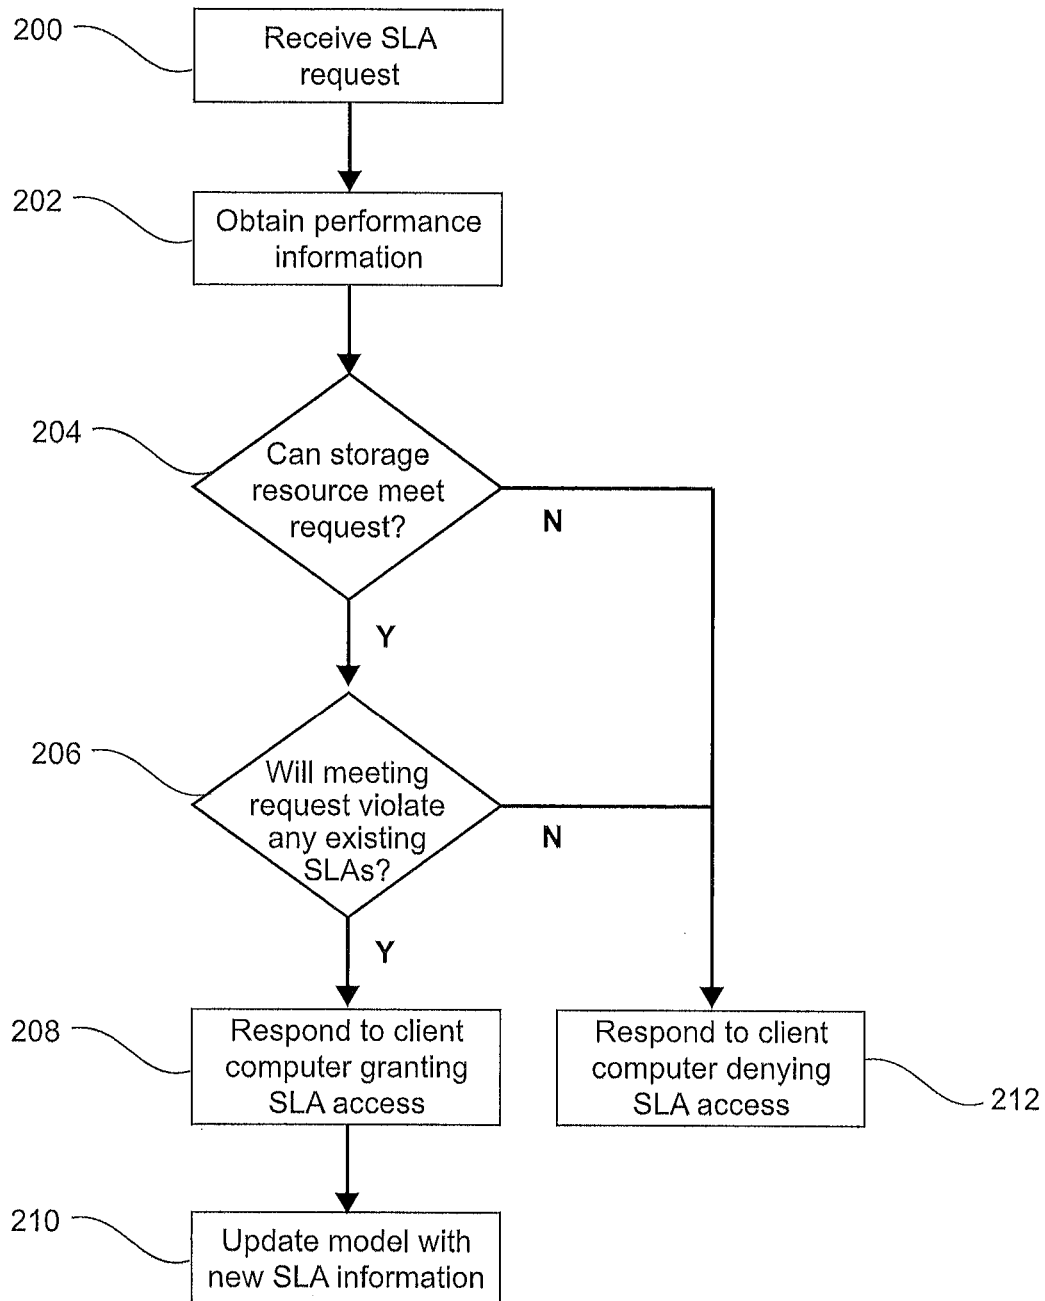 200
Receive SLA
request
202
Obtain performance
information
204
Can storage
resource meet
request?
N
Y
206
Will meeting
request violate
any existing
SLAs?
N
Y
208
Respond to client
computer granting
SLA access
Respond to client
computer denying
SLA access
212
210
Update model with
new SLA information